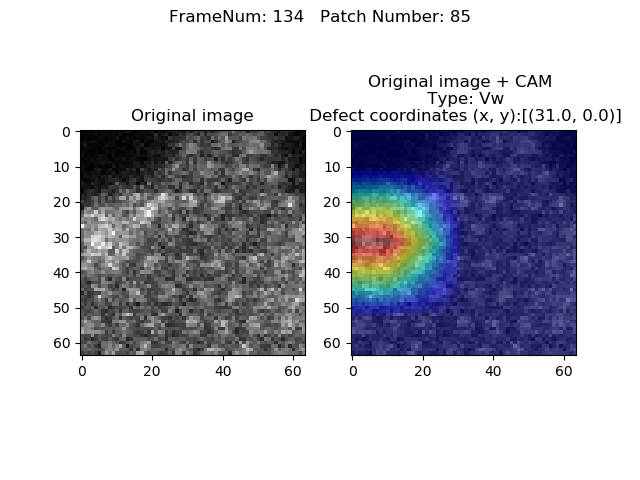 FrameNum: 134   Patch Number: 85
Original image
Original image + CAM
Type: Vw
Defect coordinates (x, y):[(31.0, 0.0)]
0
10
20
30
40
50
60
0 20 40 60
0
10
20
30
40
50
60
0 20 40 60